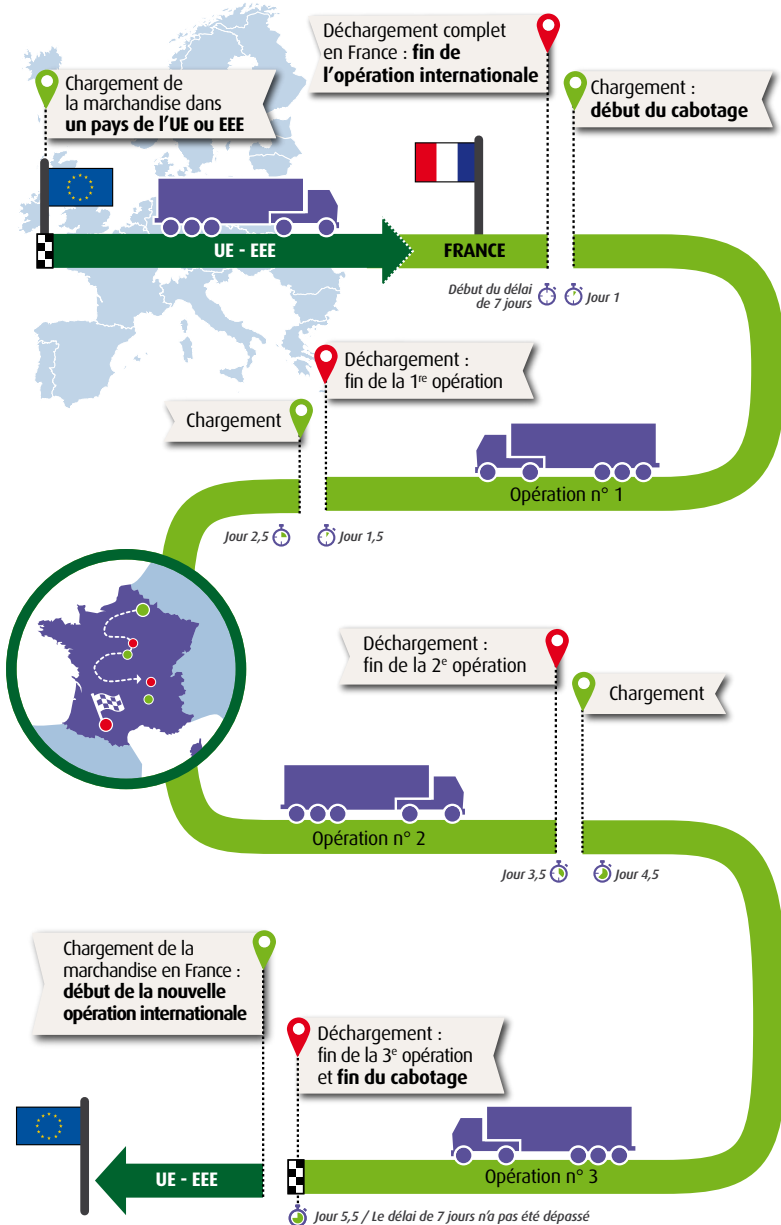 Chargement de
la marchandise dans
un pays de l'UE ou EEE
Déchargement complet
en France : fin de
l'opération internationale
Chargement :
début du cabotage
UE - EEE
FRANCE
Début du délai
de 7 jours
Jour 1
Déchargement :
fin de la 1re opération
Chargement
Opération n° 1
Jour 2,5
Jour 1,5
Déchargement :
fin de la 2e opération
Chargement
Opération n° 2
Jour 3,5
Jour 4,5
Chargement de la
marchandise en France :
début de la nouvelle
opération internationale
Déchargement :
fin de la 3e opération
et fin du cabotage
UE - EEE
Opération n° 3
Jour 5,5 / Le délai de 7 jours n'a pas été dépassé